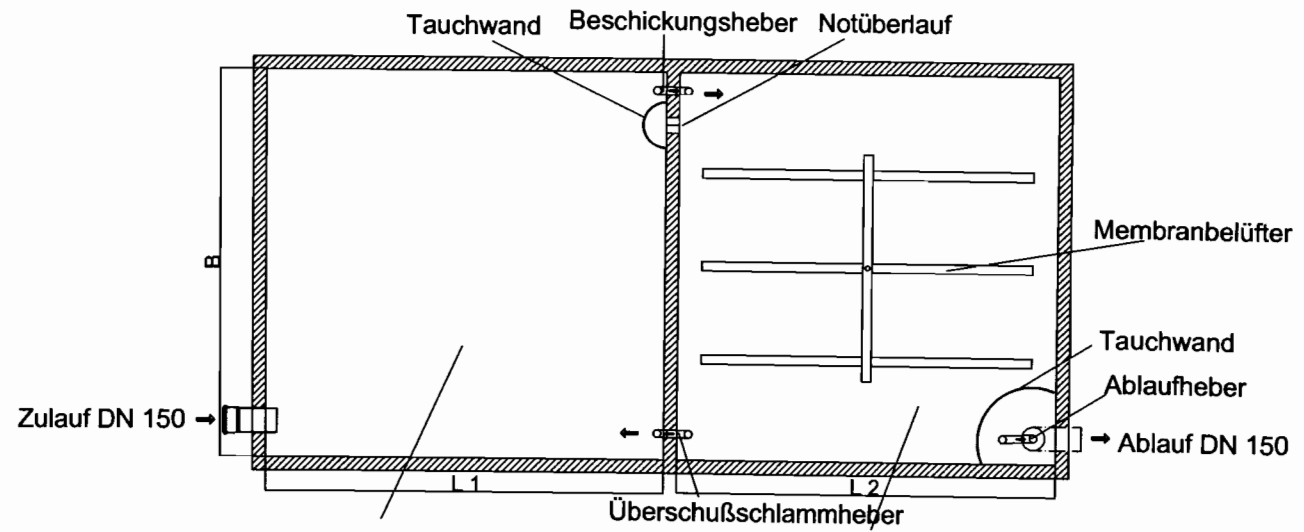 Tauchwand
Beschickungsheber
Notüberlauf
Membranbelüfter
B
Tauchwand
Ablaufheber
Zulauf DN 150
Ablauf DN 150
L 1
L 2
Überschußschlammheber